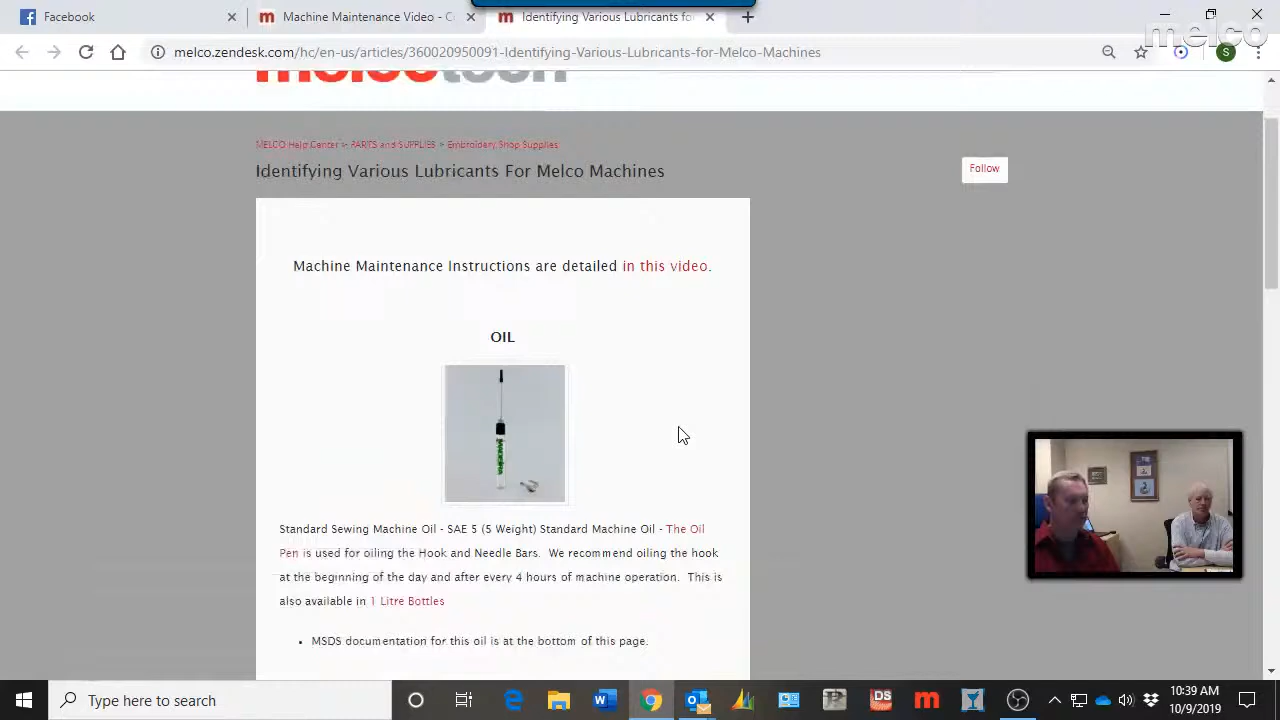 Facebook
Machine Maintenance Video - C
Identifying Various Lubricants fo
melco
melco.zendesk.com/hc/en-us/articles/360020950091-Identifying-Various-Lubricants-for-Melco-Machines
S
melcotech
MELCO Help Center > PARTS and SUPPLIES > Embroidery Shop Supplies
Identifying Various Lubricants For Melco Machines
Follow
Machine Maintenance Instructions are detailed in this video.
OIL
Standard Sewing Machine Oil - SAE 5 (5 Weight) Standard Machine Oil - The Oil
Pen is used for oiling the Hook and Needle Bars. We recommend oiling the hook
at the beginning of the day and after every 4 hours of machine operation. This is
also available in 1 Litre Bottles
• MSDS documentation for this oil is at the bottom of this page.
Type here to search
DS
10:39 AM
10/9/2019